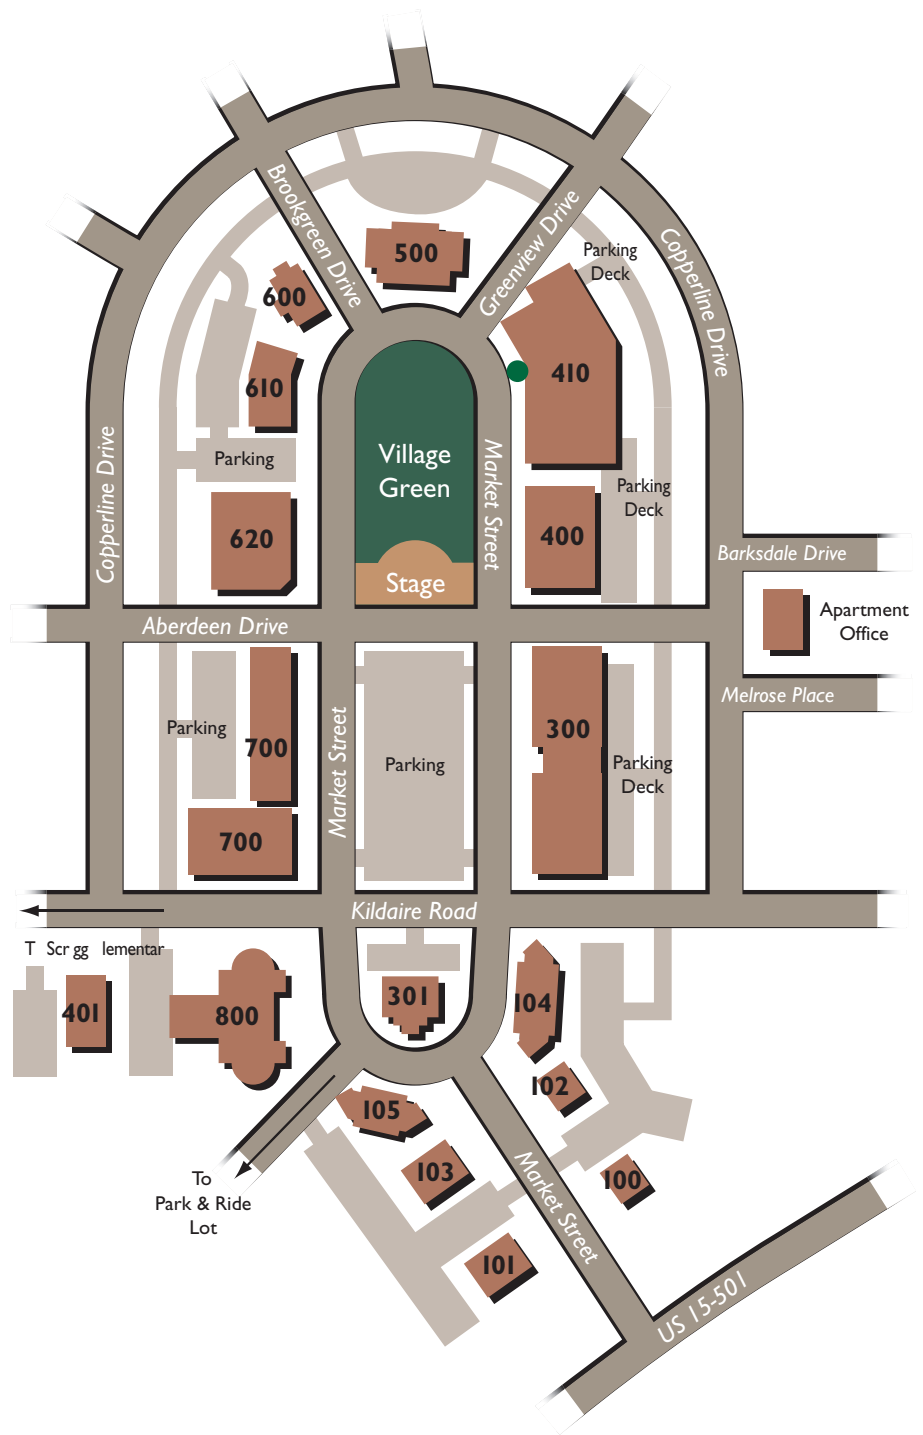 Brookgreen Drive
500
Greenview Drive
Parking
Deck
Copperline Drive
600
410
610
Village
Green
Parking
Market Street
Copperline Drive
Parking
Deck
620
400
Barksdale Drive
Stage
Aberdeen Drive
Apartment
Office
Melrose Place
Parking
700
Market Street
Parking
300
Parking
Deck
700
Kildaire Road
T Scr gg lementar
401
800
301
104
102
105
103
100
To
Park & Ride
Lot
Market Street
101
US 15-501